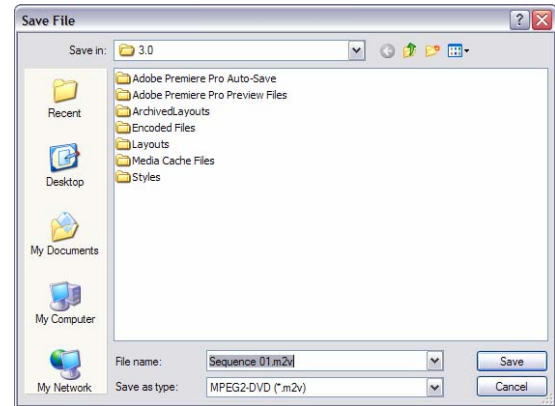 Save File
Save in: 3.0
Adobe Premiere Pro Auto-Save
Adobe Premiere Pro Preview Files
ArchivedLayouts
Encoded Files
Layouts
Media Cache Files
Styles
Recent
Desktop
My Documents
My Computer
My Network
File name: Sequence 01.m2v
Save
Save as type: MPEG2-DVD (*.m2v)
Cancel